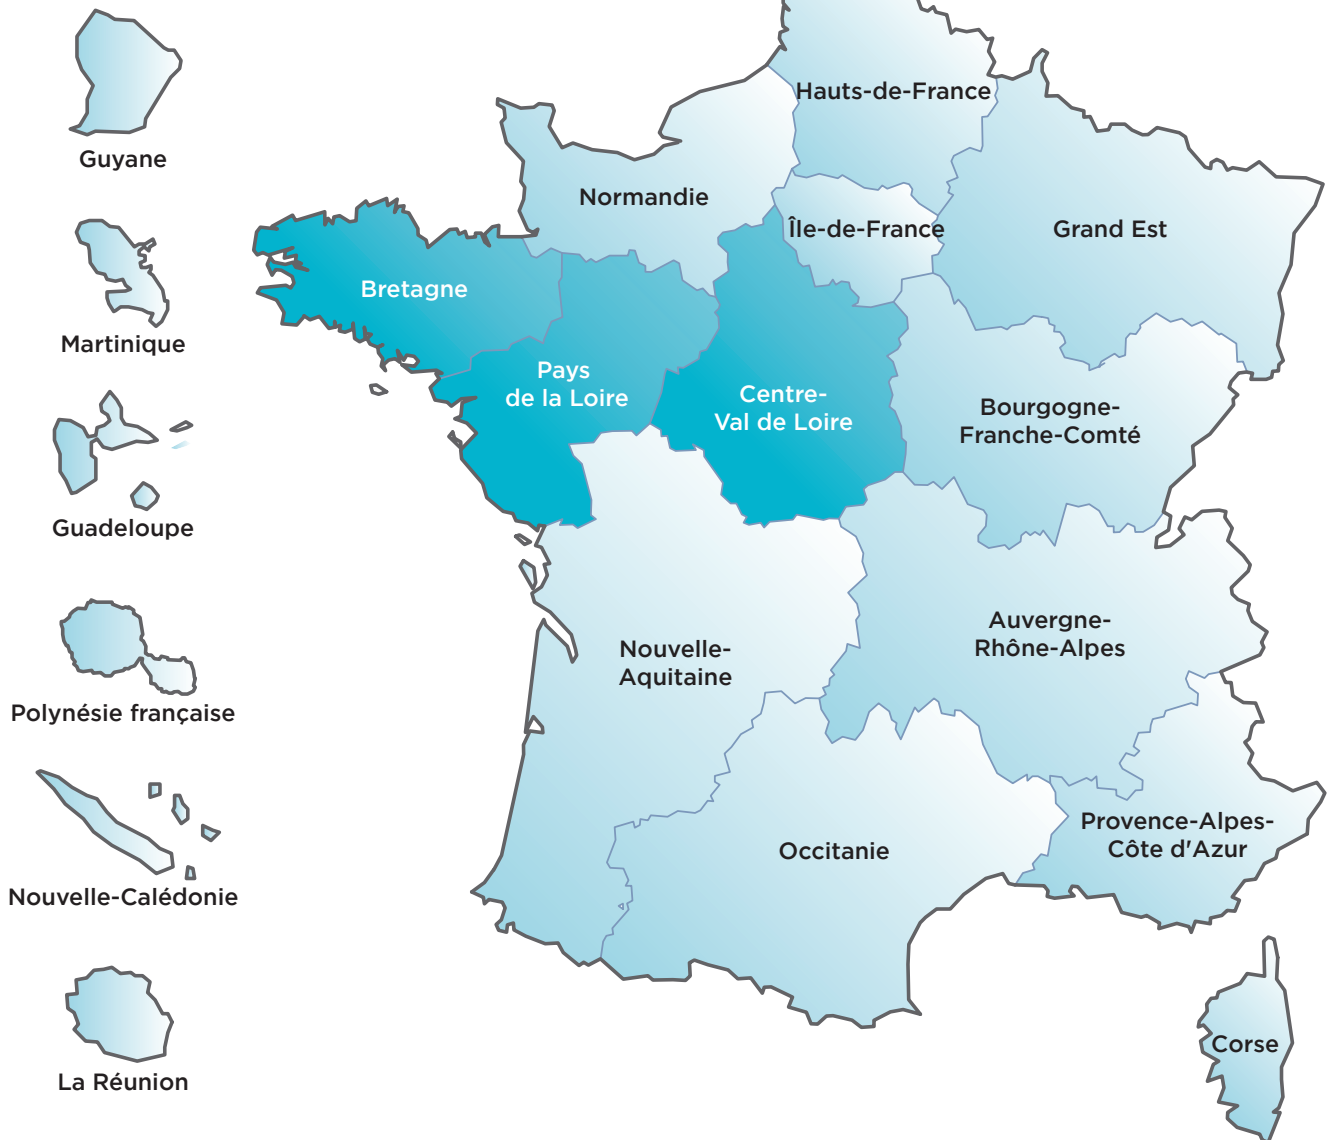 Guyane
Martinique
Guadeloupe
Polynésie française
Nouvelle-Calédonie
La Réunion
Hauts-de-France
Normandie
Île-de-France
Grand Est
Bretagne
Pays
de la Loire
Centre-
Val de Loire
Bourgogne-
Franche-Comté
Nouvelle-
Aquitaine
Auvergne-
Rhône-Alpes
Occitanie
Provence-Alpes-
Côte d'Azur
Corse